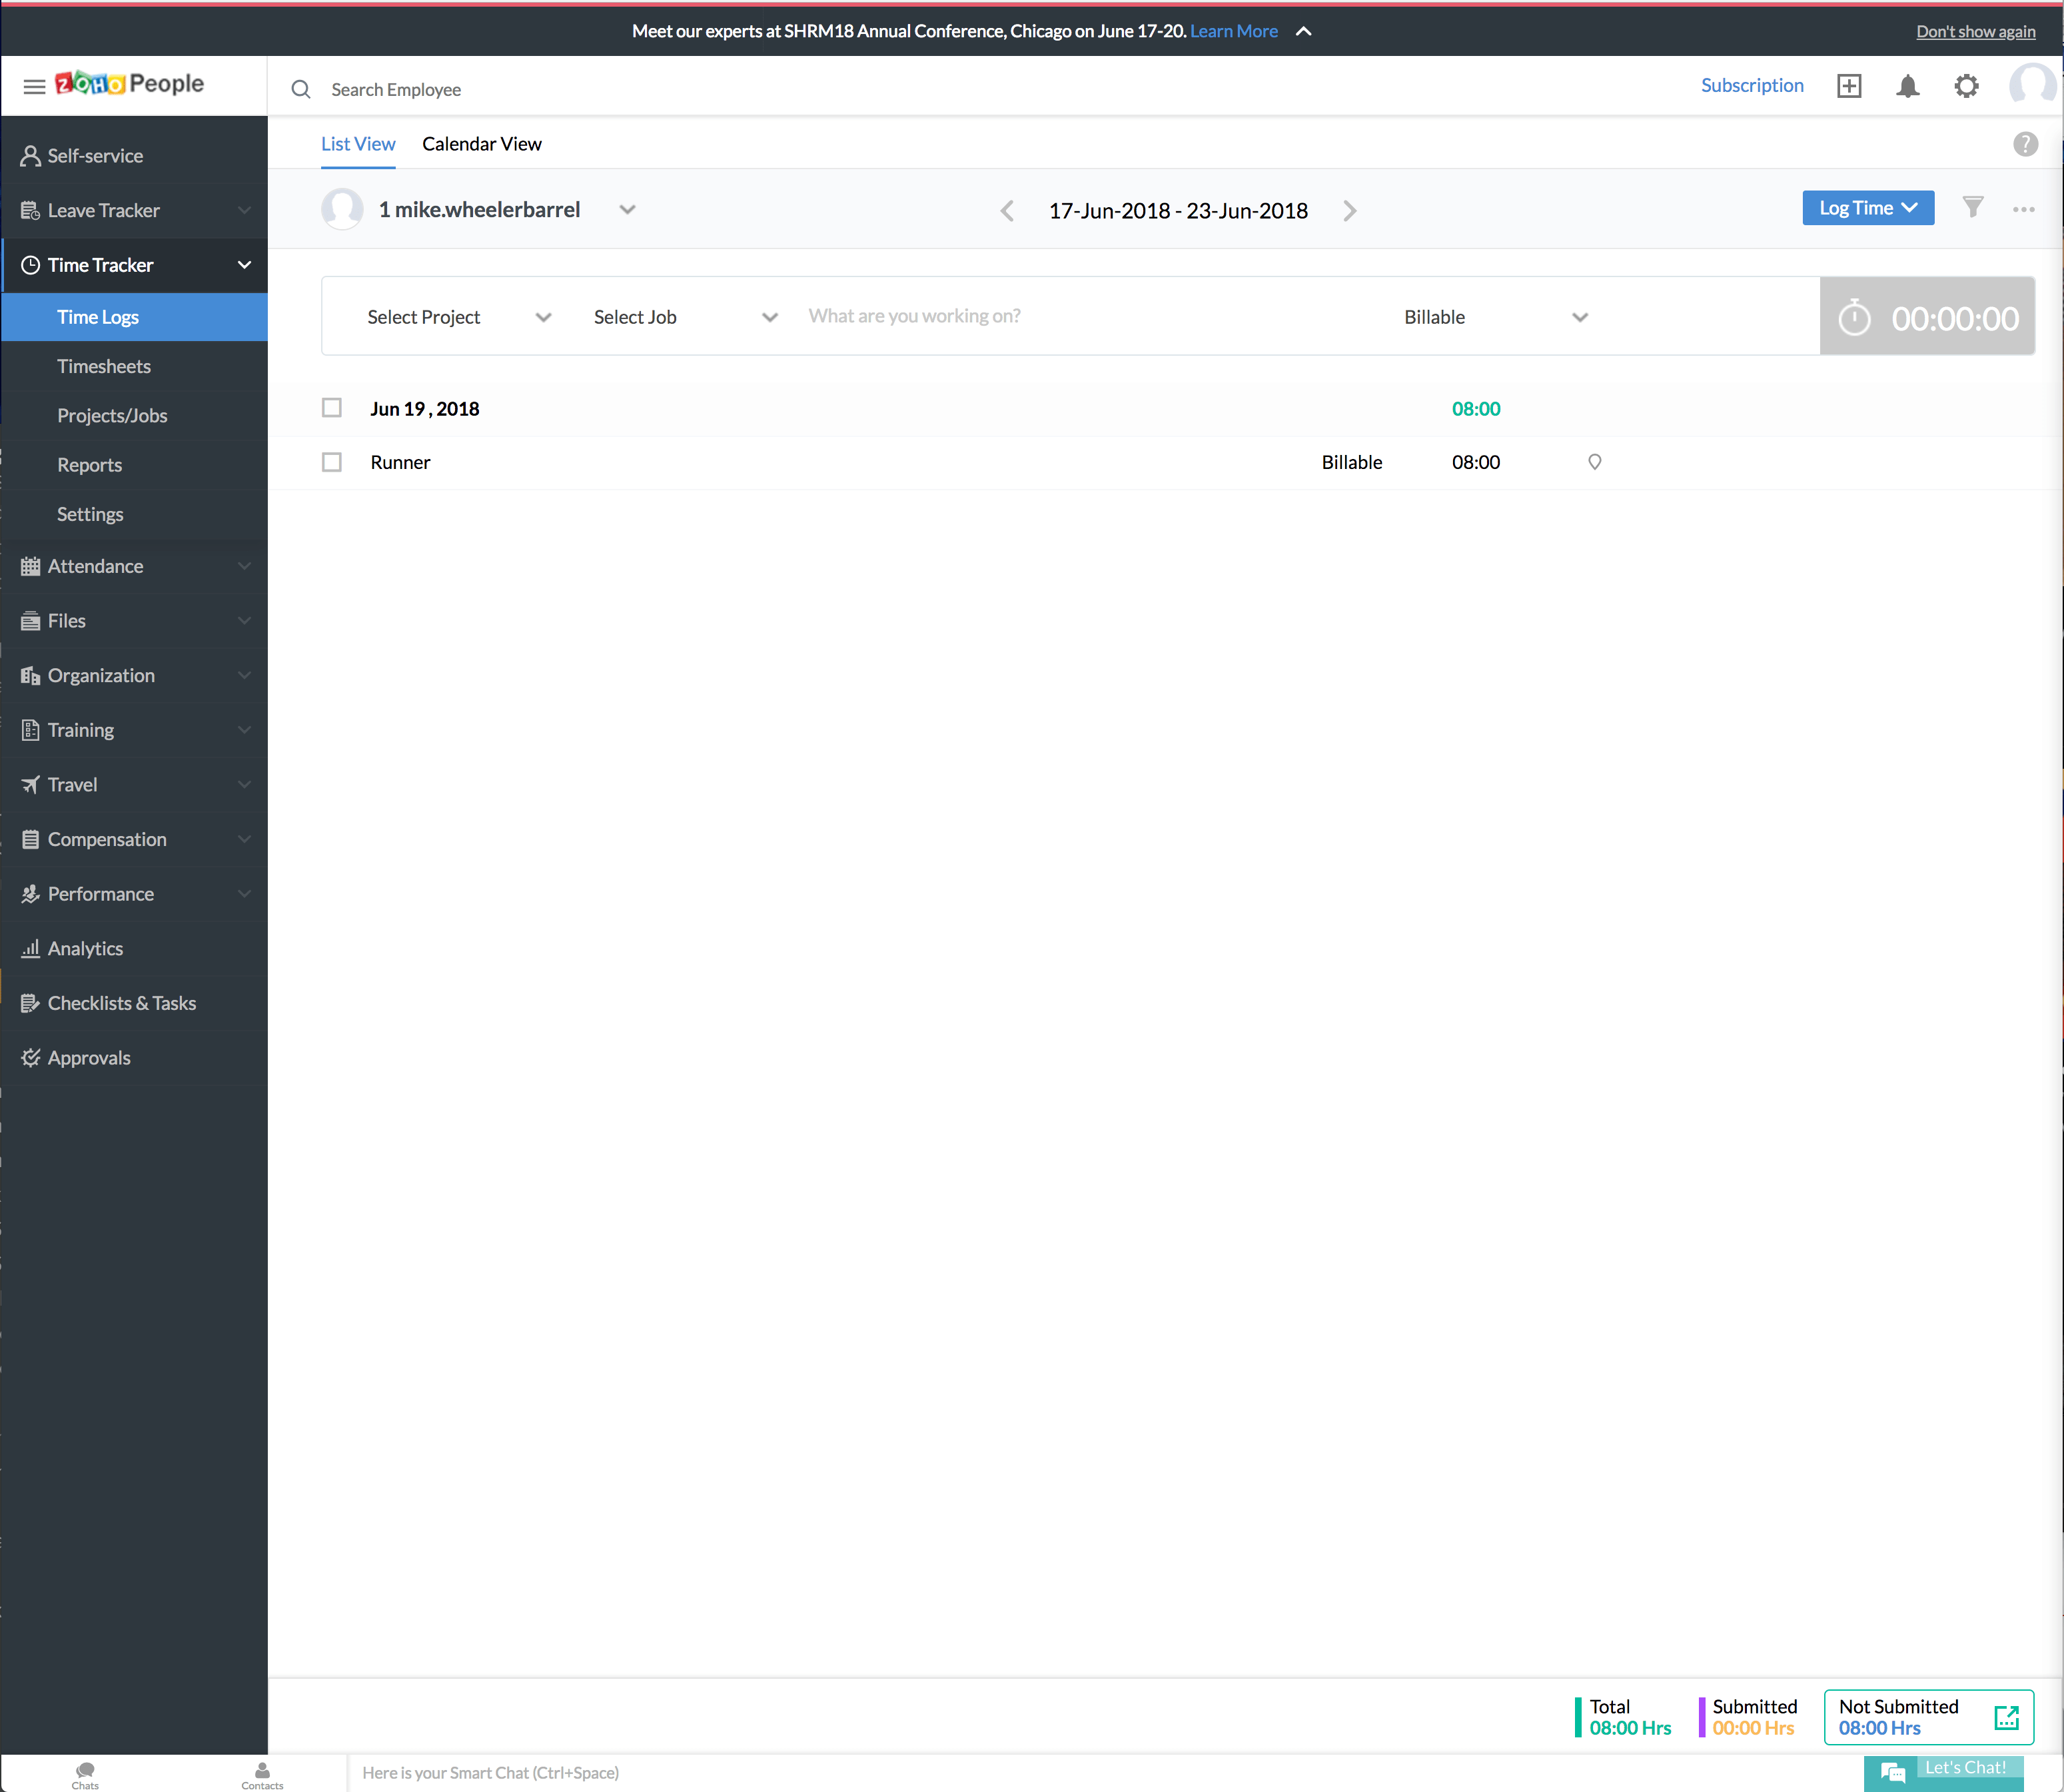 Meet our experts at SHRM18 Annual Conference, Chicago on June 17-20. Learn More
Don't show again
ZOHO People
Search Employee
Subscription
Self-service
Leave Tracker
Time Tracker
Time Logs
Timesheets
Projects/Jobs
Reports
Settings
Attendance
Files
Organization
Training
Travel
Compensation
Performance
Analytics
Checklists & Tasks
Approvals
List View Calendar View
?
1 mike.wheelerbarrel
17-Jun-2018 - 23-Jun-2018
Log Time
Select Project Select Job What are you working on? Billable 00:00:00
Jun 19 , 2018 08:00
Runner Billable 08:00
Total
08:00 Hrs
Submitted
00:00 Hrs
Not Submitted
08:00 Hrs
Chats
Contacts
Here is your Smart Chat (Ctrl+Space)
Let's Chat!